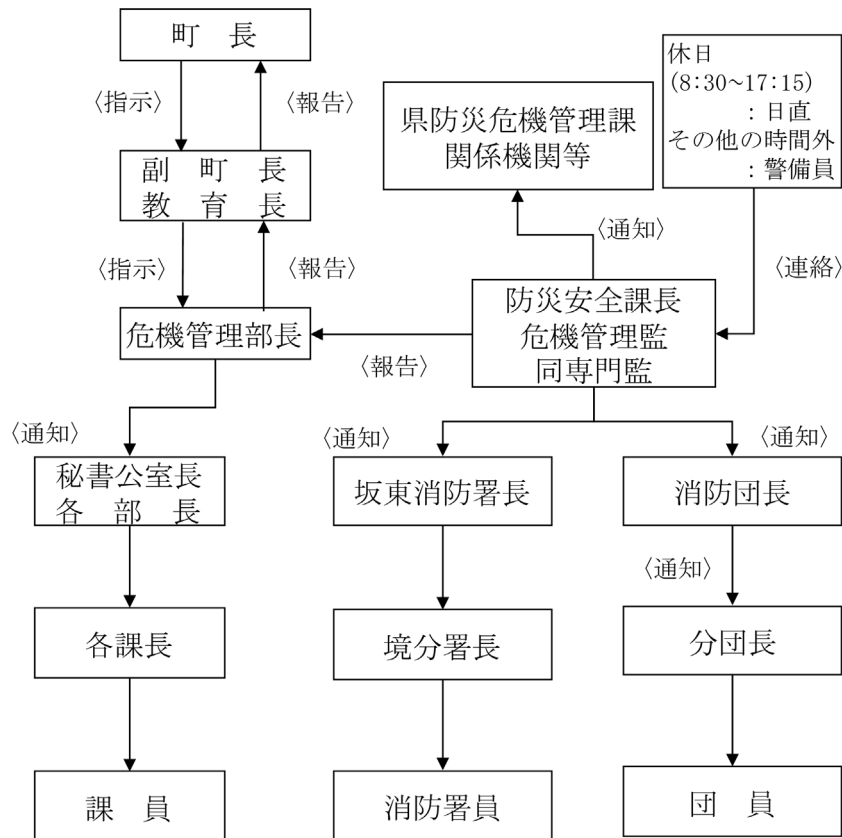 町　長
〈指示〉
〈報告〉
副　町　長
教　育　長
〈指示〉
〈報告〉
危機管理部長
県防災危機管理課
関係機関等
休日
(8:30~17:15)
：日直
その他の時間外
：警備員
〈通知〉
〈連絡〉
防災安全課長
危機管理監
同専門監
〈報告〉
〈通知〉
秘書公室長
各　部　長
各課長
課　員
〈通知〉
坂東消防署長
境分署長
消防署員
〈通知〉
消防団長
〈通知〉
分団長
団　員